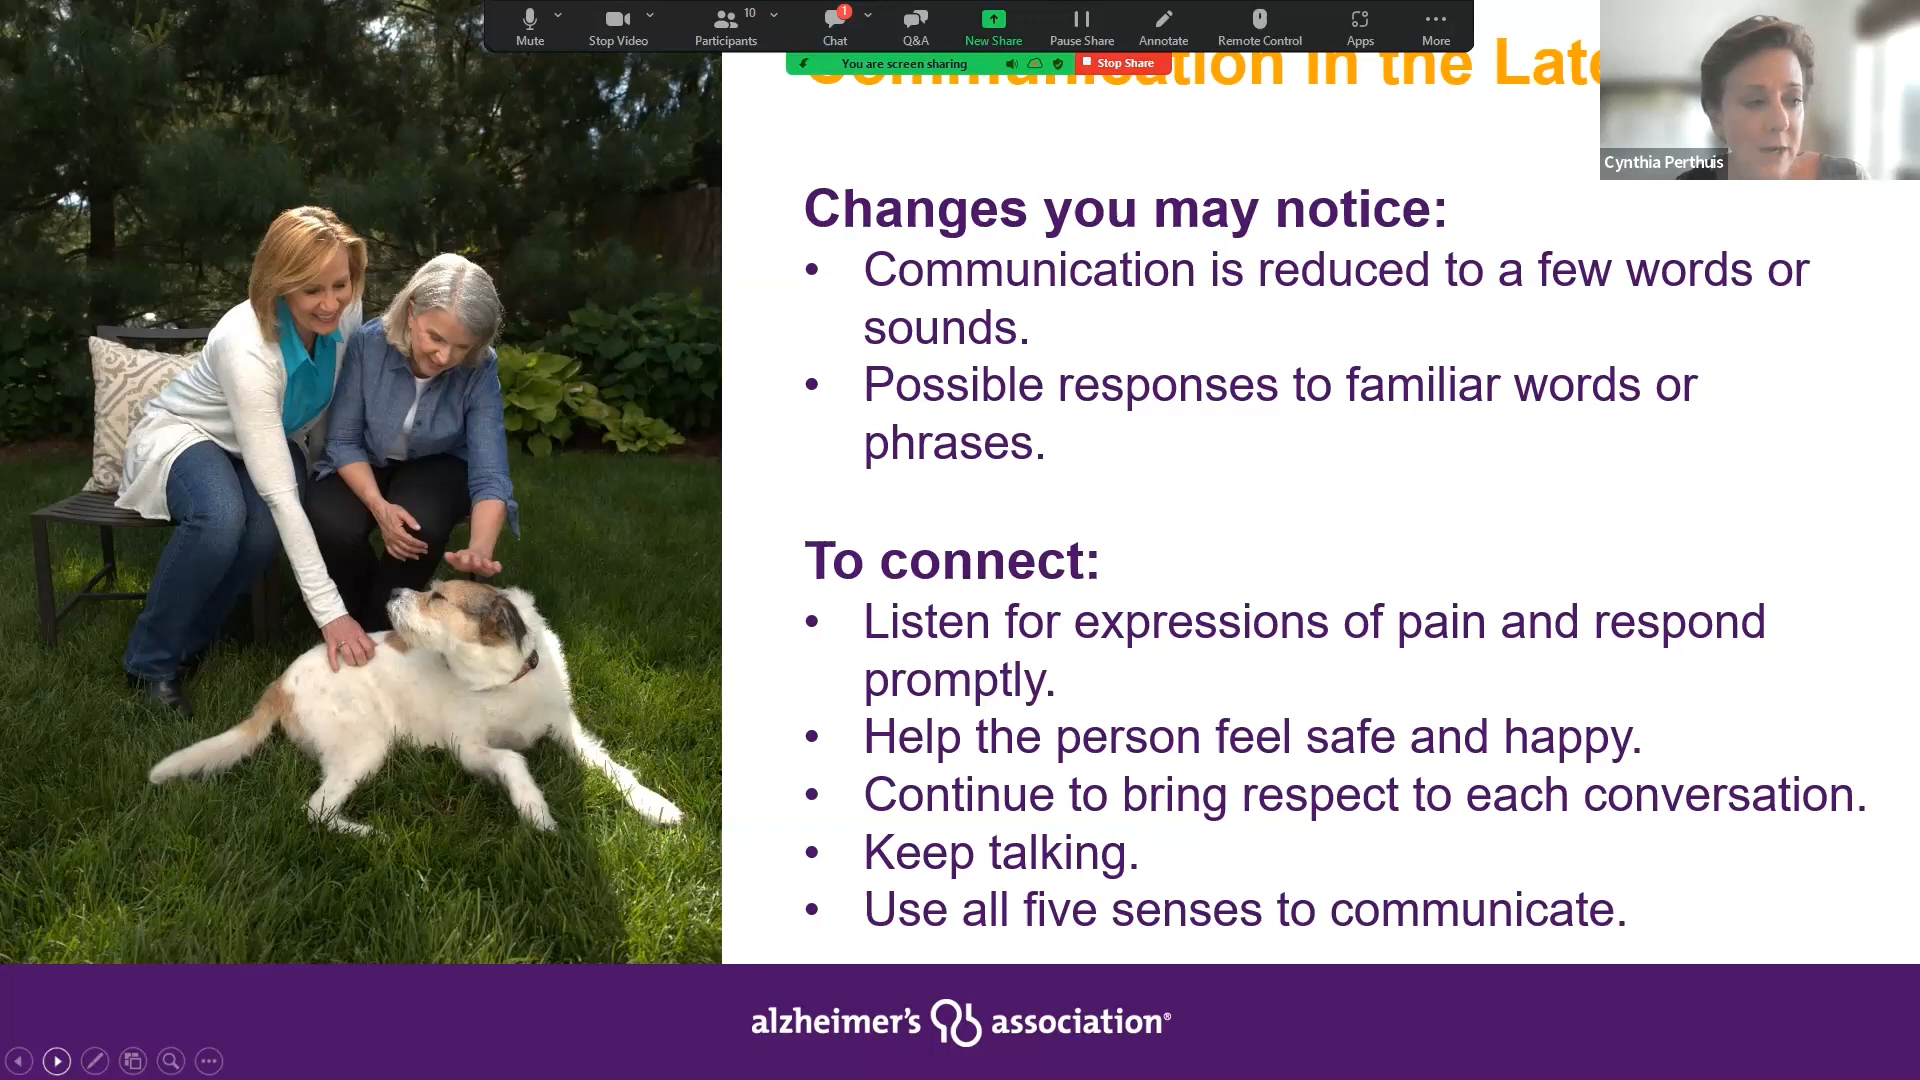 Mute
Stop Video
10
Participants
1
Chat
Q&A
New Share
Pause Share
Annotate
Remote Control
Apps
More
You are screen sharing
Stop Share
in the
Cynthia Perthuis
Changes you may notice:
• Communication is reduced to a few words or
sounds.
• Possible responses to familiar words or
phrases.
To connect:
• Listen for expressions of pain and respond
promptly.
• Help the person feel safe and happy.
• Continue to bring respect to each conversation.
• Keep talking.
• Use all five senses to communicate.
alzheimer's association®